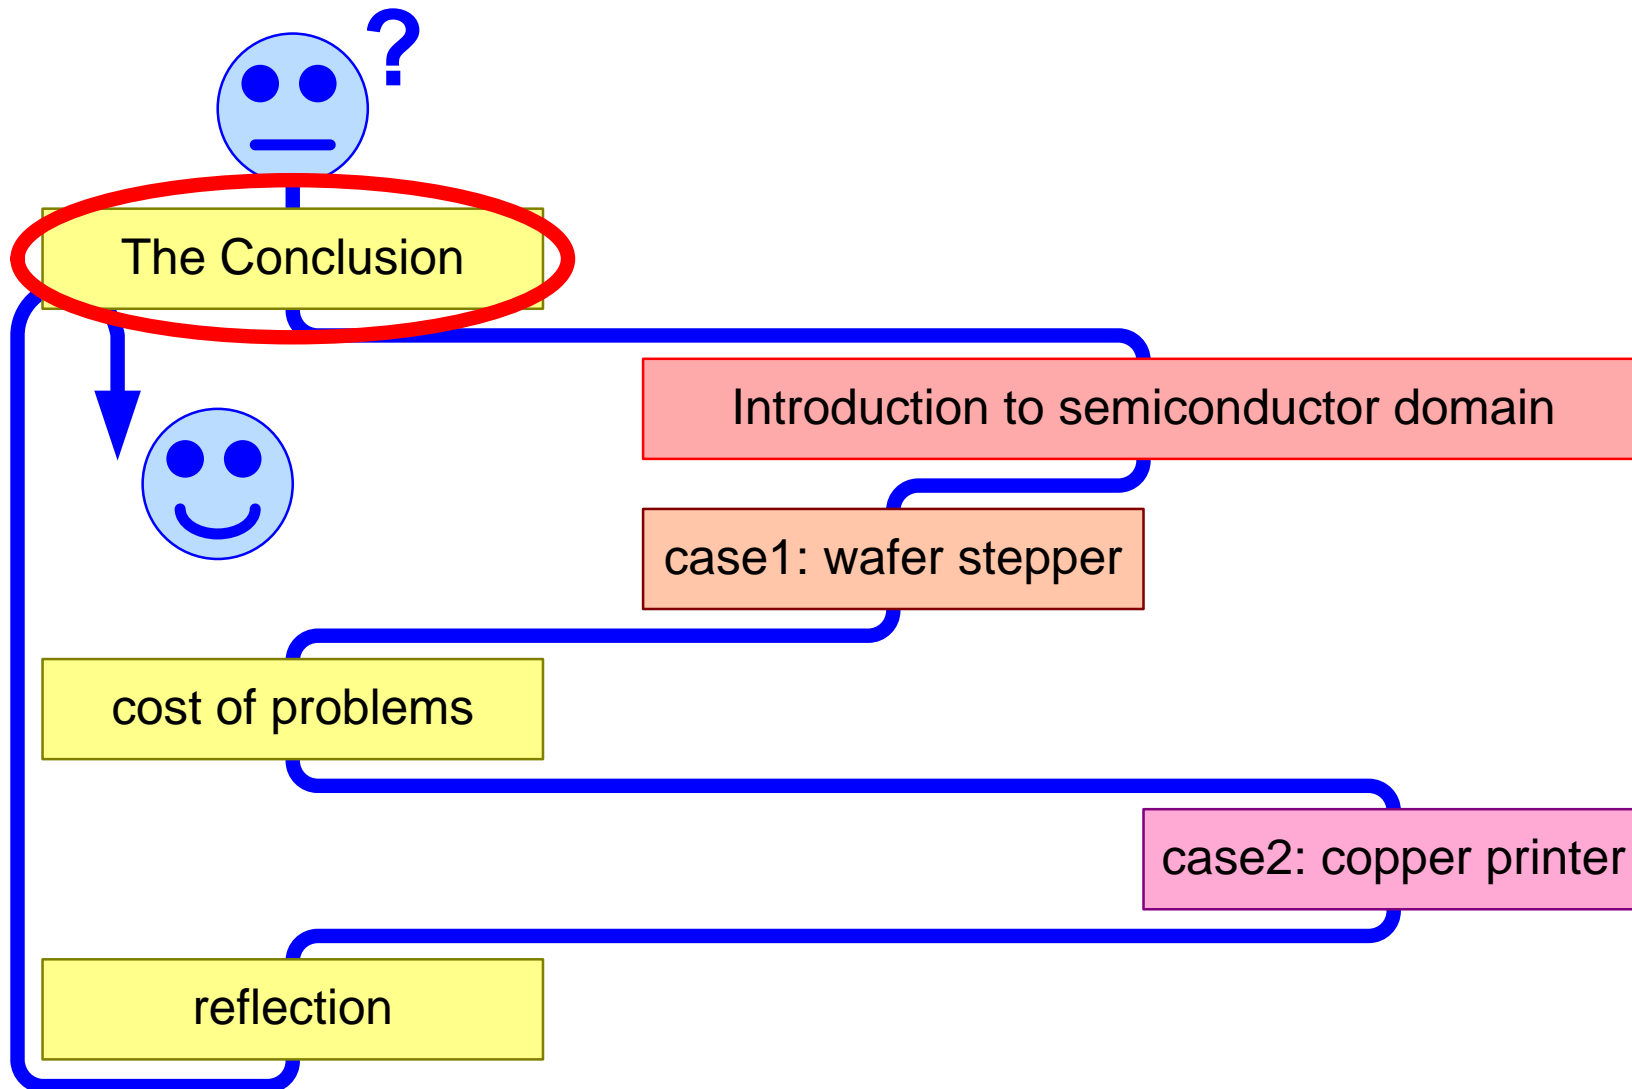 ?
The Conclusion
Introduction to semiconductor domain
case1: wafer stepper
cost of problems
case2: copper printer
reflection